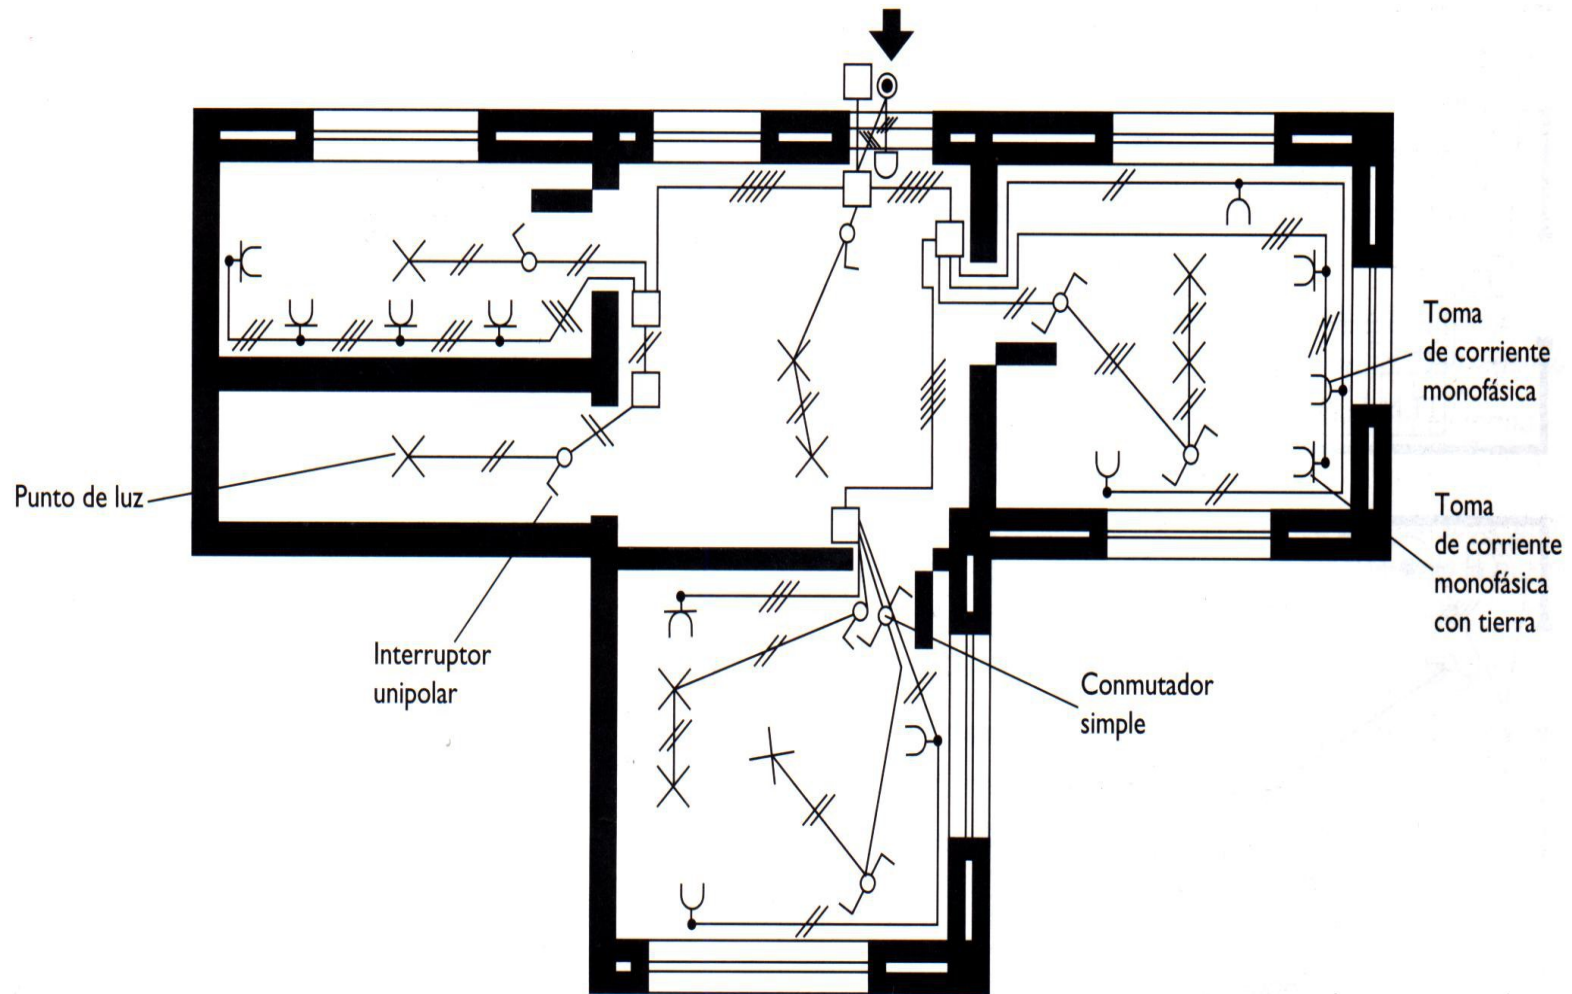 Toma
de corriente
monofásica
Punto de luz
Toma
de corriente
monofásica
con tierra
Interruptor
unipolar
Conmutador
simple